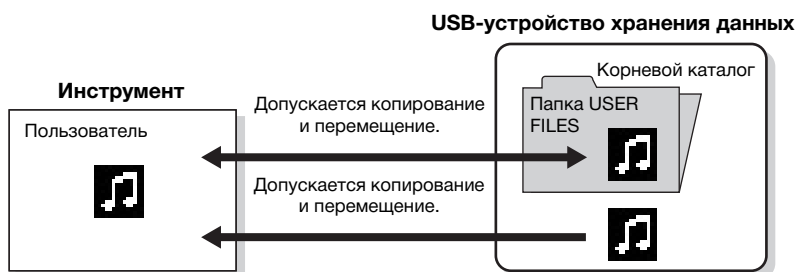 USB-устройство хранения данных
Корневой каталог
Инструмент
Папка USER
FILES
Пользователь
Допускается копирование
и перемещение.
Допускается копирование
и перемещение.